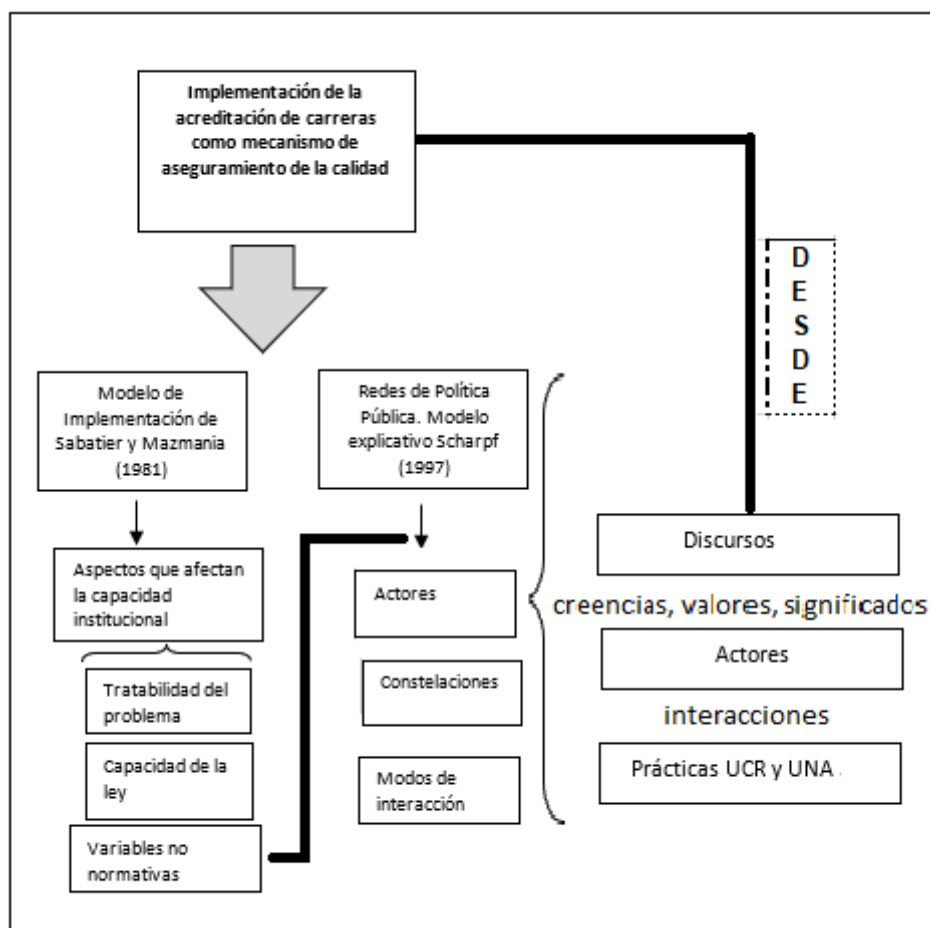 Implementación de la
acreditación de carreras
como mecanismo de
aseguramiento de la calidad
D
E
S
D
E
Modelo de
Implementación de
Sabatier y Mazmania
(1981)
Redes de Política
Pública. Modelo
explicativo Scharpf
(1997)
Aspectos que afectan
la capacidad
institucional
Tratabilidad del
problema
Capacidad de la
ley
Variables no
normativas
Actores
Constelaciones
Modos de
interacción
Discursos
creencias, valores, significados
Actores
interacciones
Prácticas UCR y UNA .